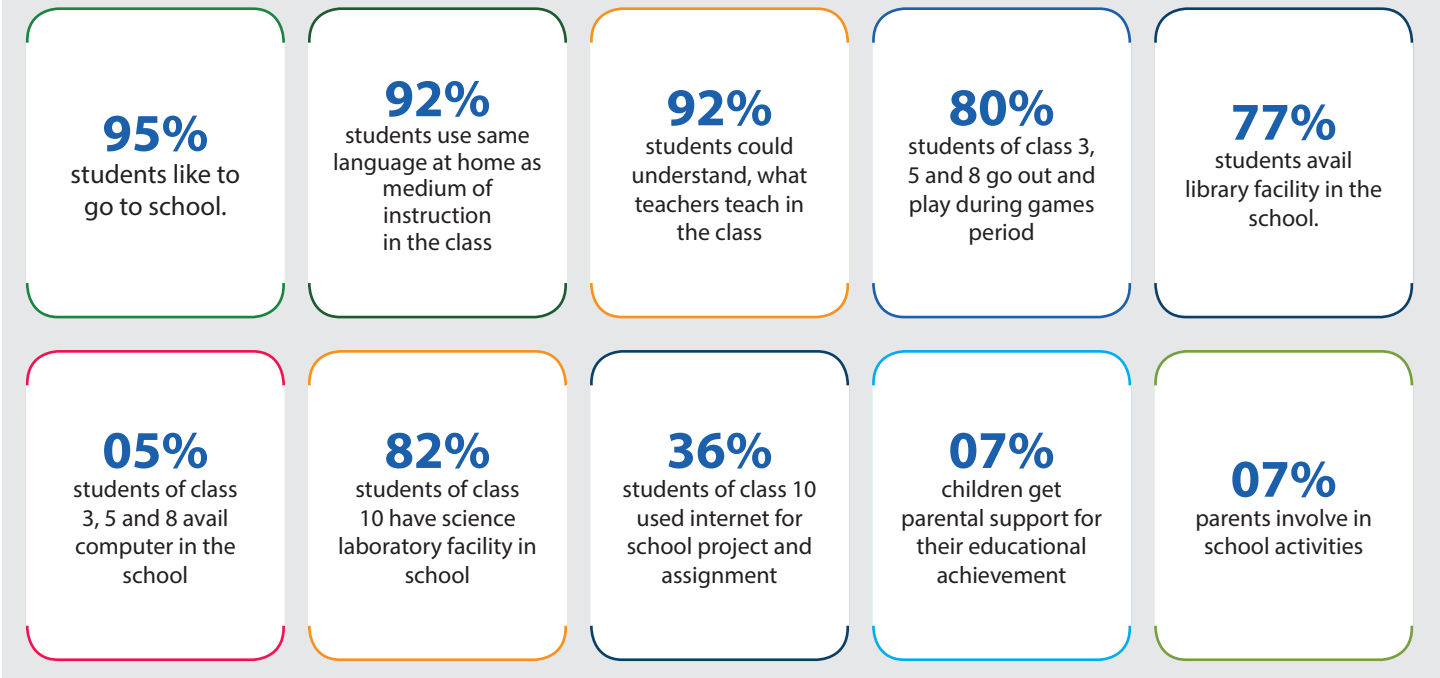 95%
students like to
go to school.
92%
students use same
language at home as
medium of
instruction
in the class
92%
students could
understand, what
teachers teach in
the class
80%
students of class 3,
5 and 8 go out and
play during games
period
77%
students avail
library facility in the
school.
05%
students of class
3, 5 and 8 avail
computer in the
school
82%
students of class
10 have science
laboratory facility in
school
36%
students of class 10
used internet for
school project and
assignment
07%
children get
parental support for
their educational
achievement
07%
parents involve in
school activities